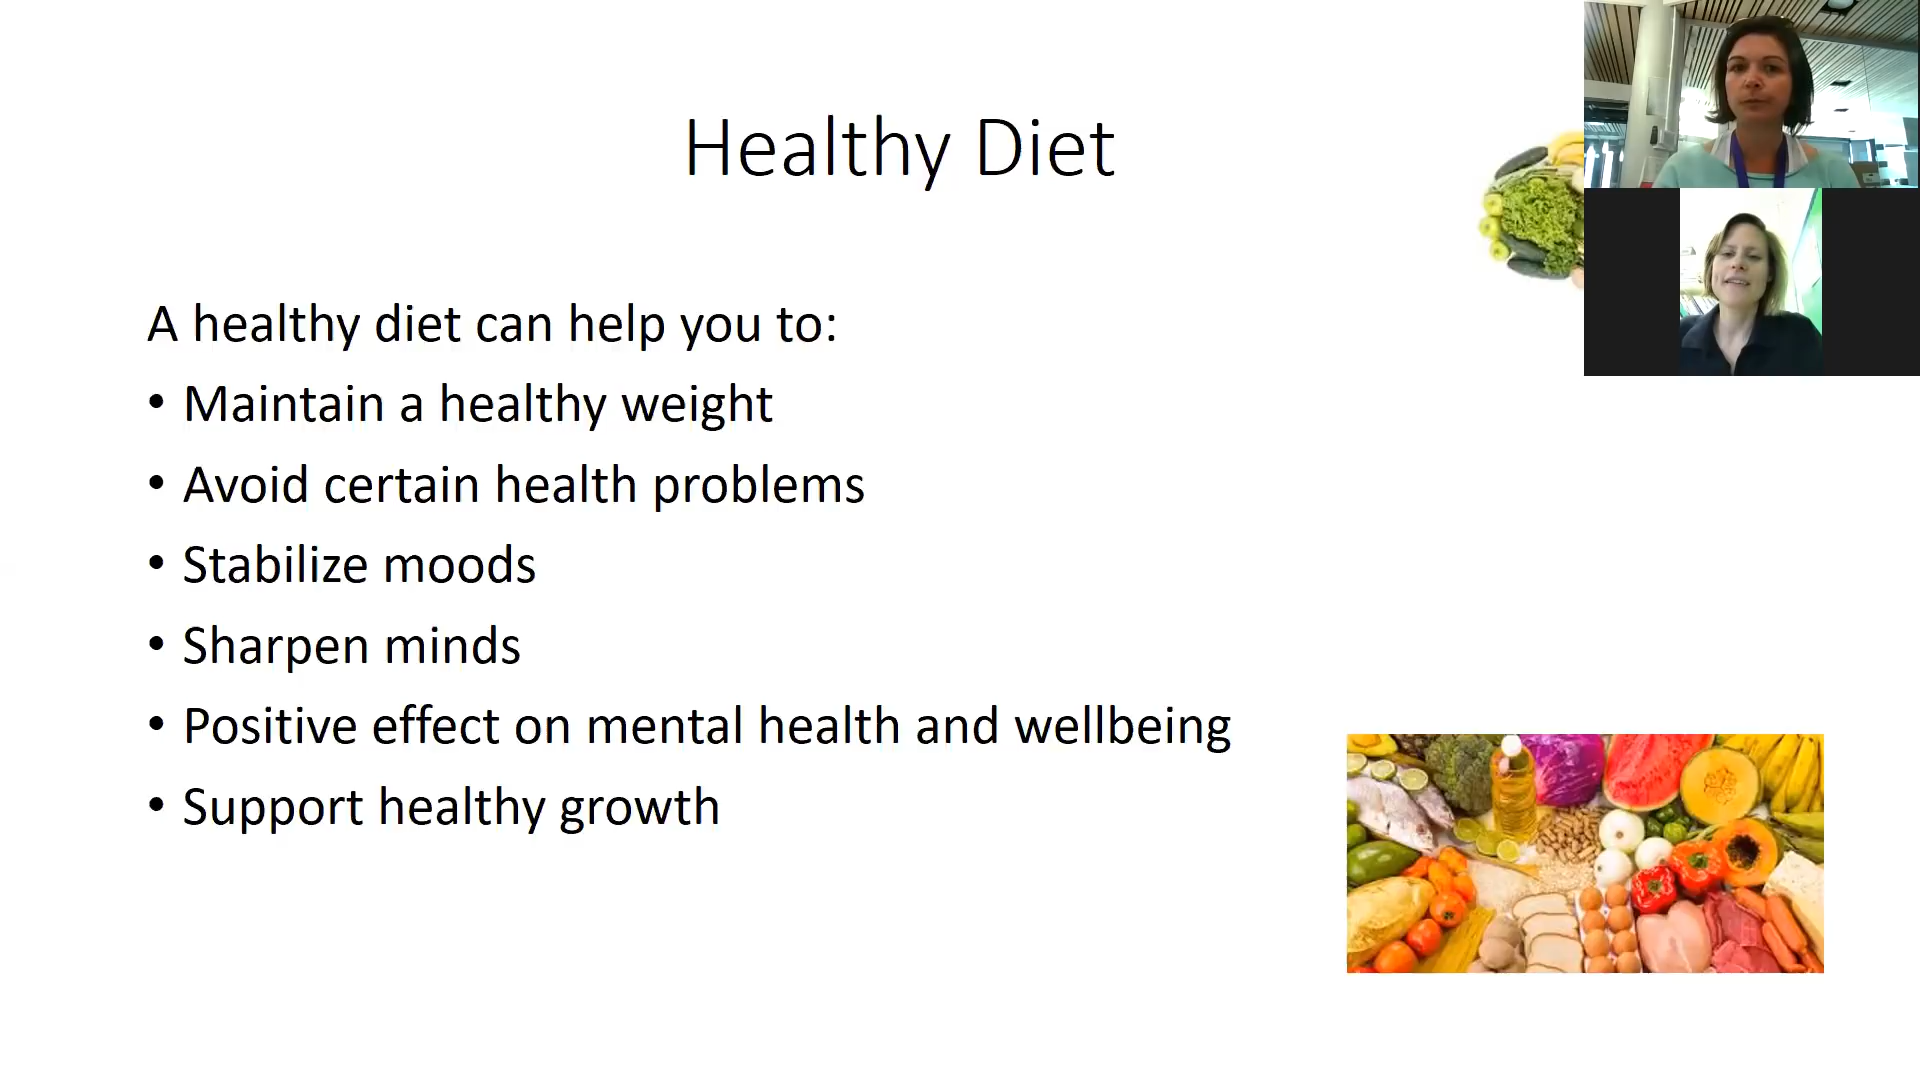 Healthy Diet
A healthy diet can help you to:
• Maintain a healthy weight
• Avoid certain health problems
• Stabilize moods
• Sharpen minds
• Positive effect on mental health and wellbeing
• Support healthy growth